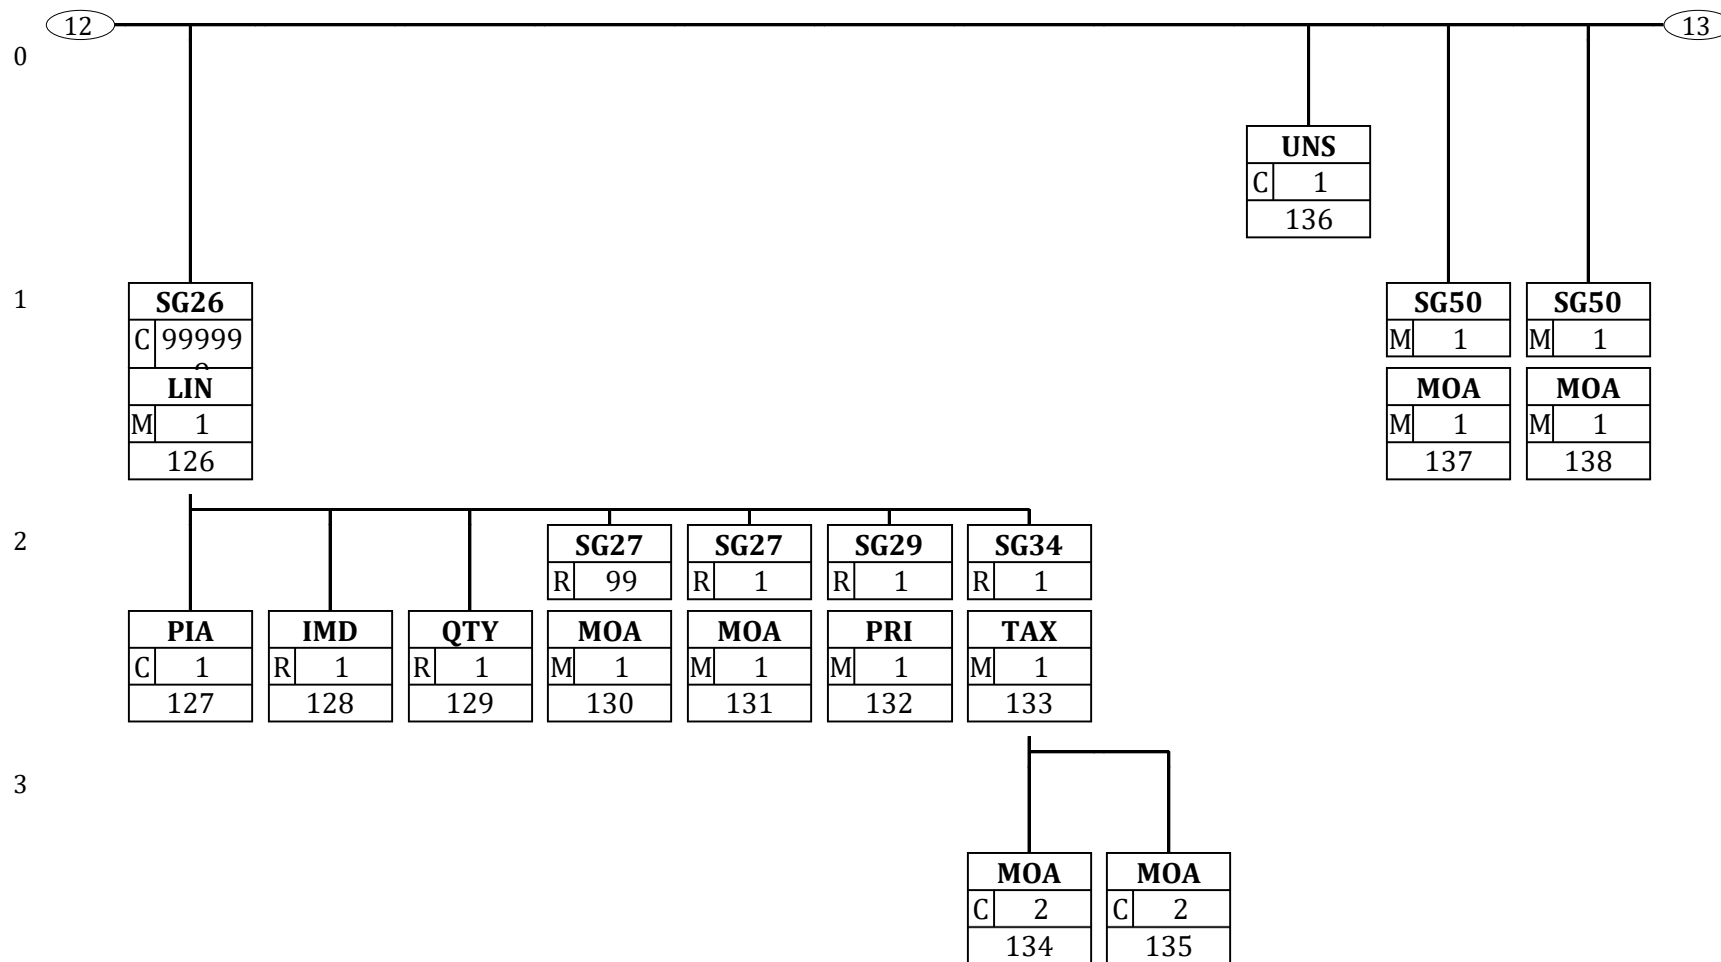 12 13
0
UNS
C 1
136
1
SG26 SG50 SG50
C 99999 M 1 M 1
LIN MOA MOA
M 1 M 1 M 1
126 137 138
2
SG27 SG27 SG29 SG34
R 99 R 1 R 1 R 1
PIA IMD QTY MOA MOA PRI TAX
C 1 R 1 R 1 M 1 M 1 M 1 M 1
127 128 129 130 131 132 133
3
MOA MOA
C 2 C 2
134 135